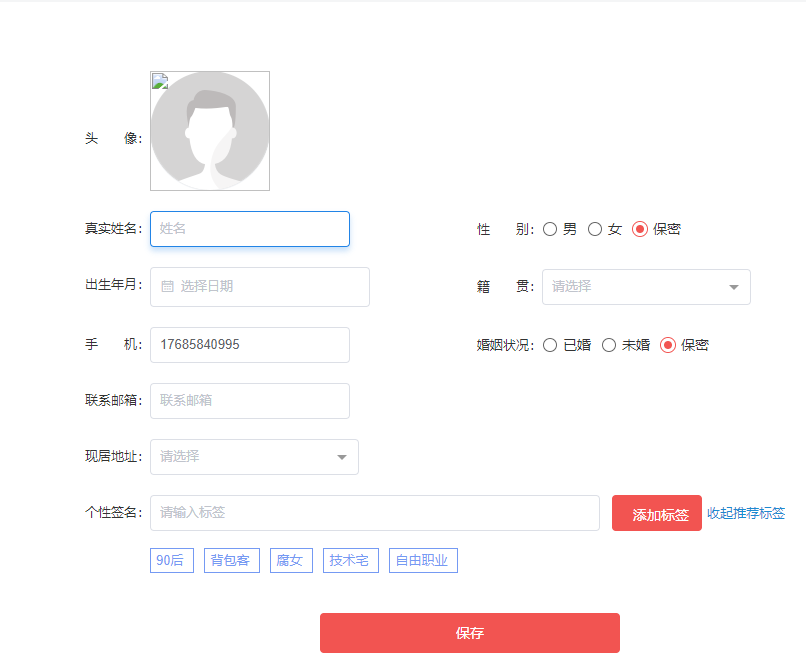 头 像:
真实姓名: 姓名 性 别: 男 女 保密
出生年月: 选择日期 籍 贯: 请选择
手 机: 17685840995 婚姻状况: 已婚 未婚 保密
联系邮箱: 联系邮箱
现居地址: 请选择
个性签名: 请输入标签 添加标签 收起推荐标签
90后 背包客 腐女 技术宅 自由职业
保存